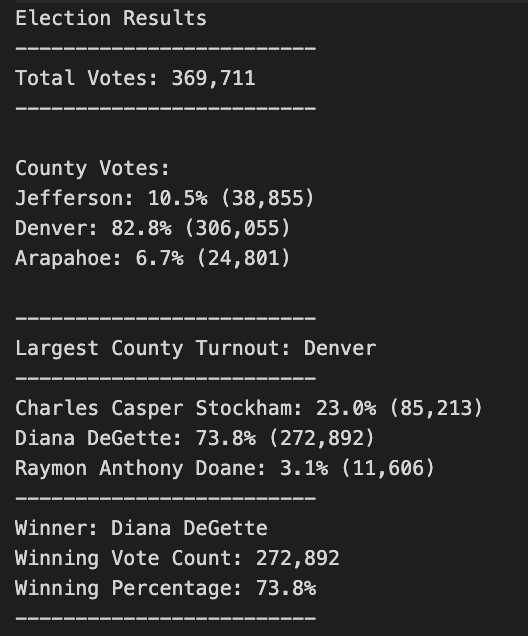 Election Results
-------------------------
Total Votes: 369,711
-------------------------
County Votes:
Jefferson: 10.5% (38,855)
Denver: 82.8% (306,055)
Arapahoe: 6.7% (24,801)
-------------------------
Largest County Turnout: Denver
-------------------------
Charles Casper Stockham: 23.0% (85,213)
Diana DeGette: 73.8% (272,892)
Raymon Anthony Doane: 3.1% (11,606)
-------------------------
Winner: Diana DeGette
Winning Vote Count: 272,892
Winning Percentage: 73.8%
-------------------------